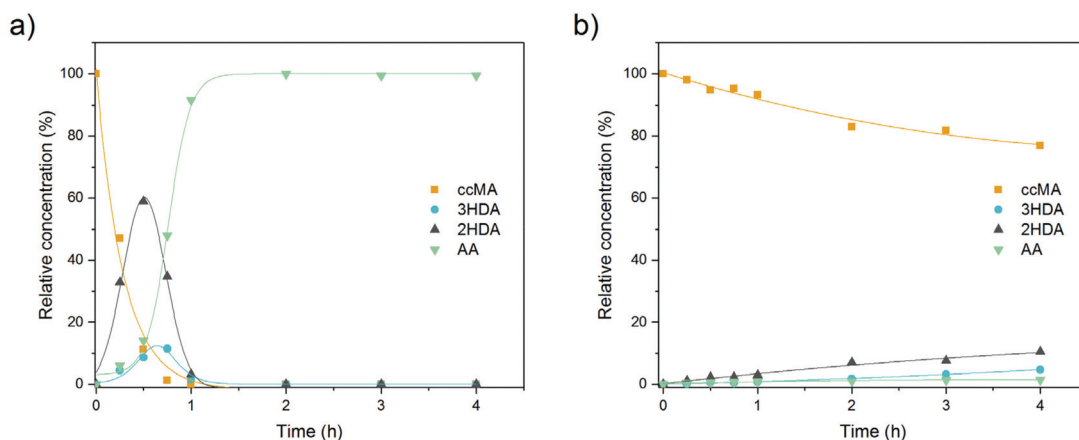 a)
Relative concentration (%)
100
80
60
40
20
0
ccMA
3HDA
2HDA
AA
0
1
2
3
4
Time (h)
b)
Relative concentration (%)
100
80
60
40
20
0
ccMA
3HDA
2HDA
AA
0
1
2
3
4
Time (h)